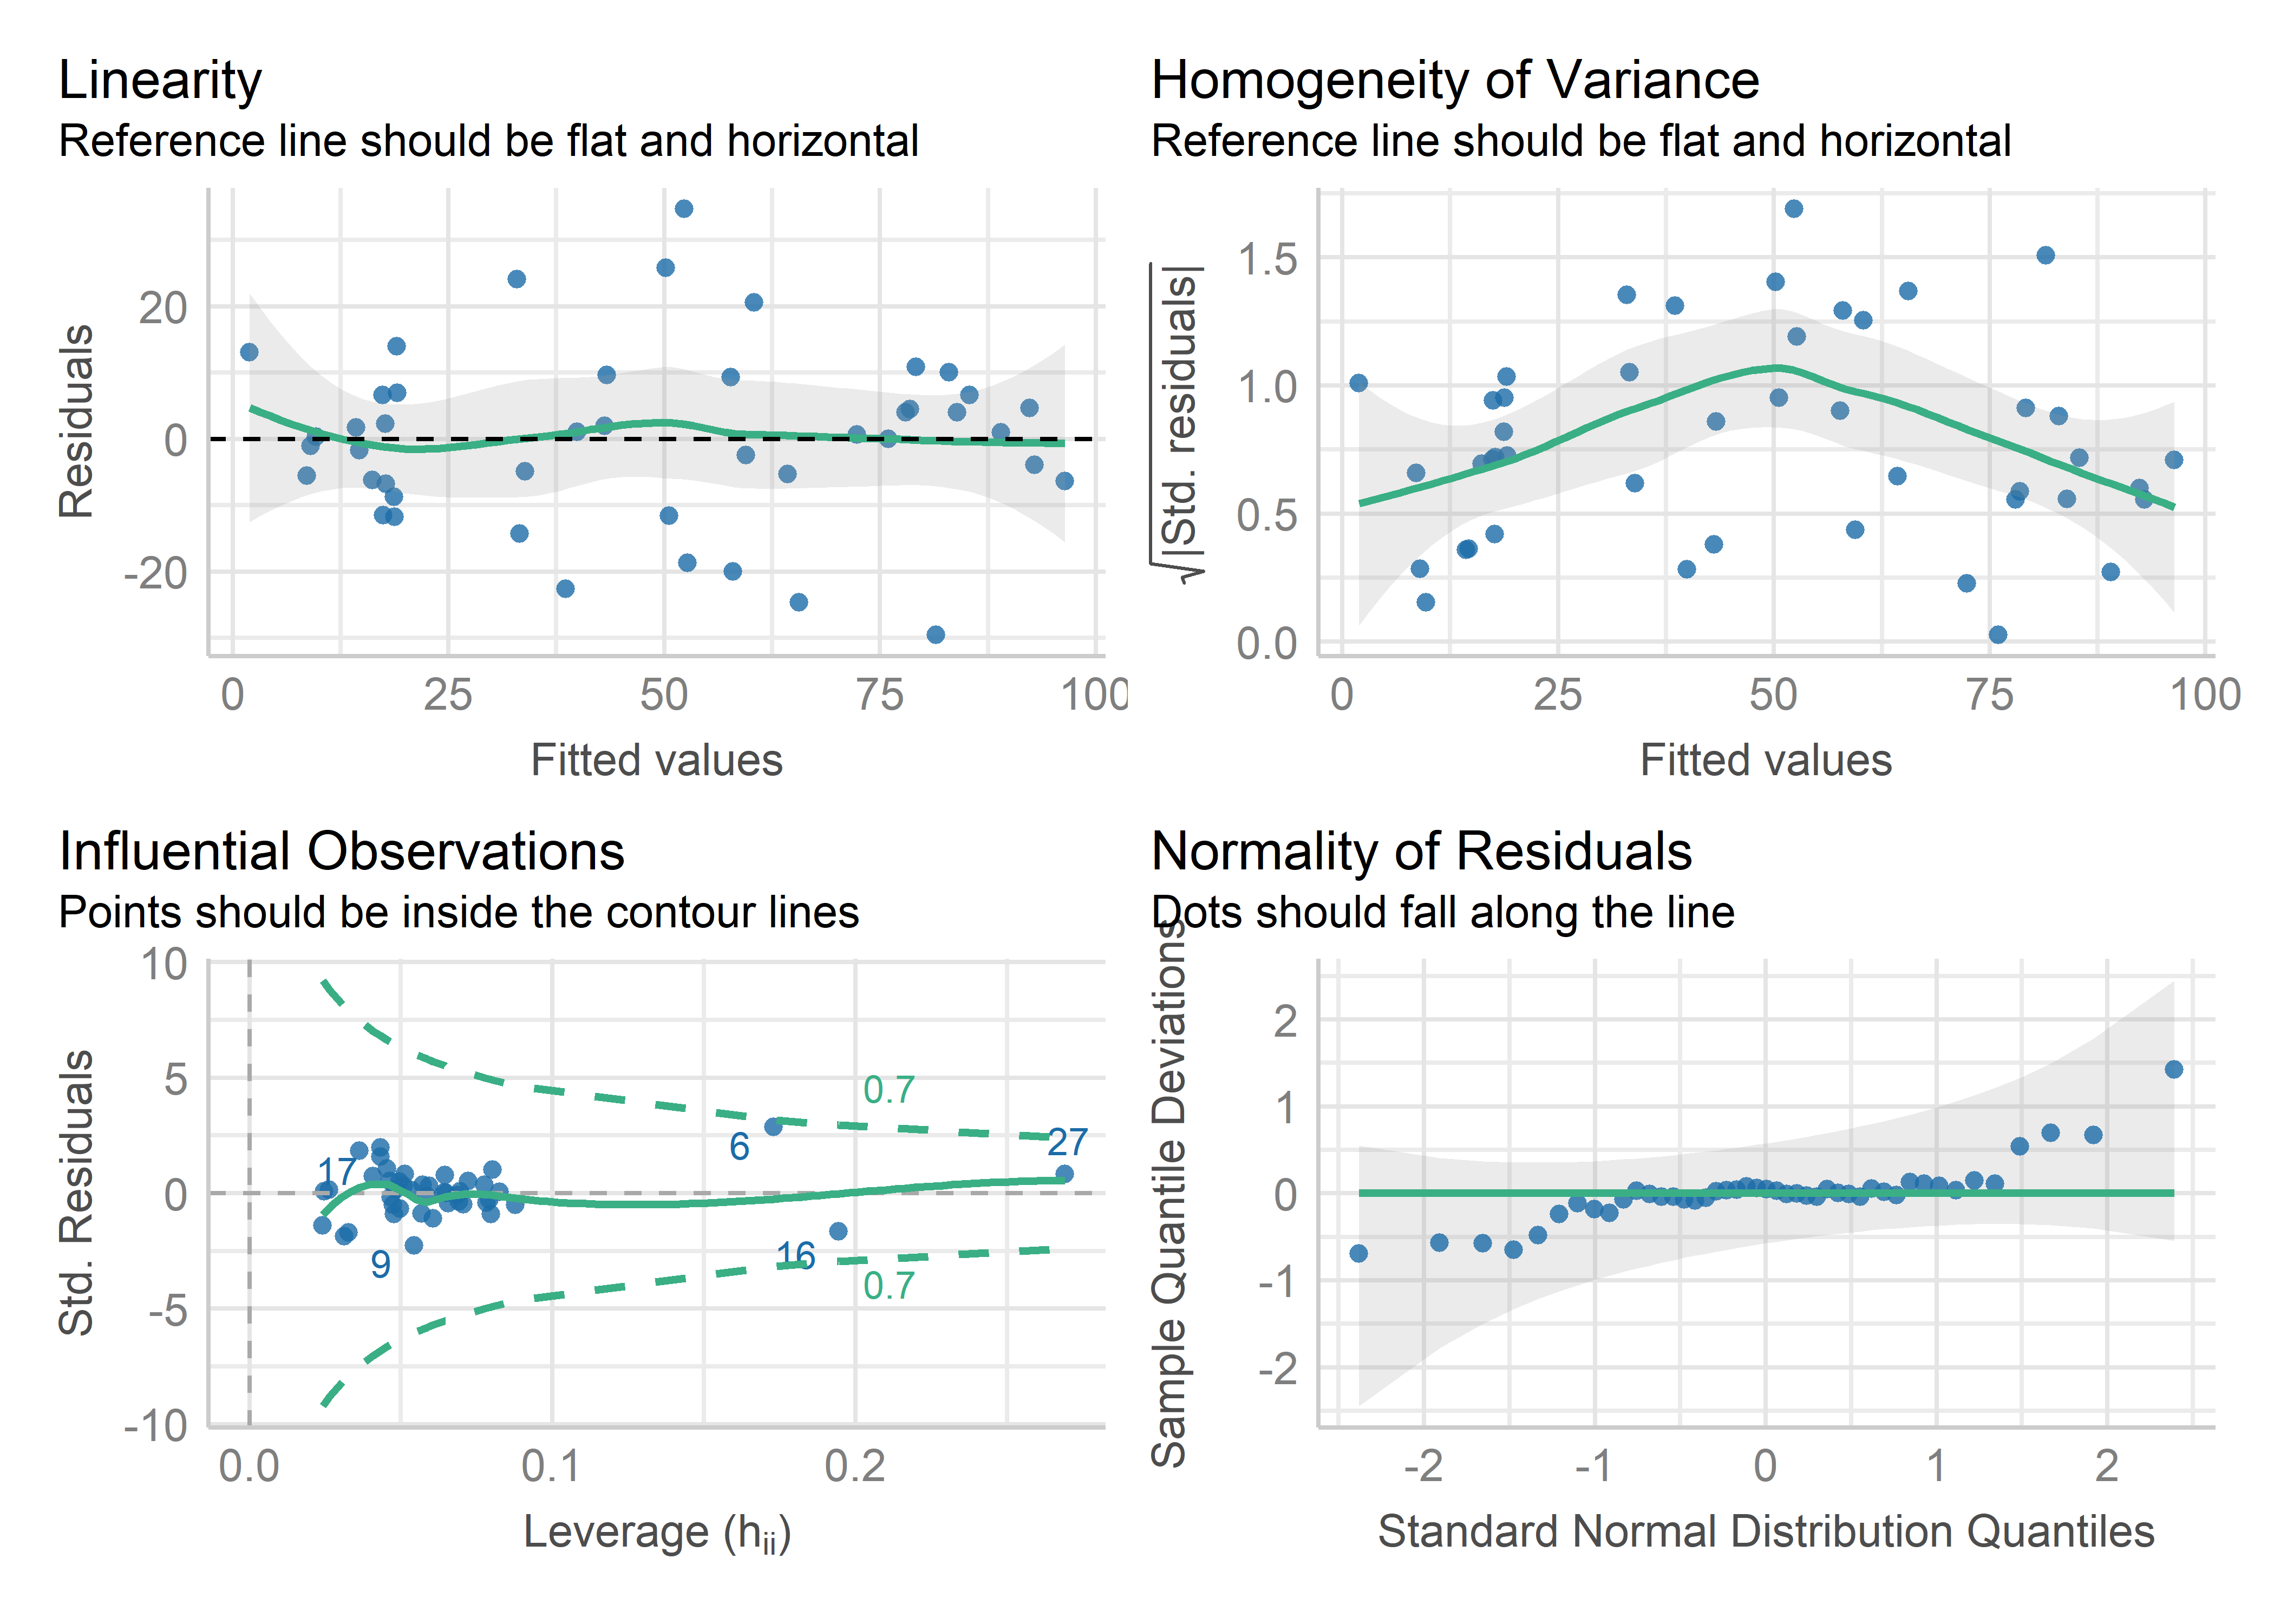 Linearity
Reference line should be flat and horizontal
Residuals
20
0
-20
0 25 50 75 100
Fitted values
Homogeneity of Variance
Reference line should be flat and horizontal
√|Std. residuals|
1.5
1.0
0.5
0.0
0 25 50 75 100
Fitted values
Influential Observations
Points should be inside the contour lines
Std. Residuals
10
5
0
-5
-10
0.7
6
27
17
9
16
0.7
0.0 0.1 0.2
Leverage (hii)
Normality of Residuals
Dots should fall along the line
Sample Quantile Deviations
2
1
0
-1
-2
-2 -1 0 1 2
Standard Normal Distribution Quantiles